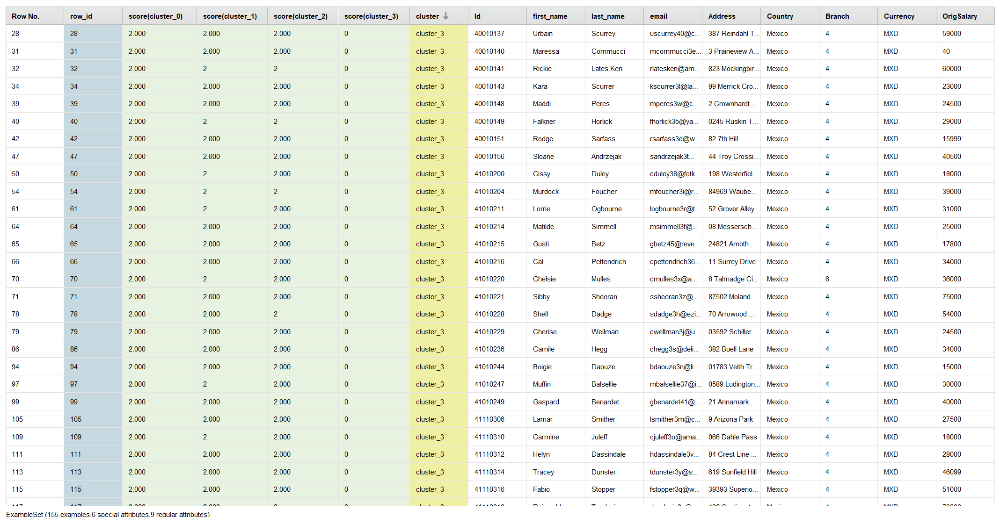 Row No. row_id score(cluster_0) score(cluster_1) score(cluster_2) score(cluster_3) cluster Id first_name last_name email Address Country Branch Currency OrigSalary
28 28 2.000 2.000 2.000 0 cluster_3 40010137 Urbain Scurrey uscurrey40@c... 387 Reindahl T... Mexico 4 MXD 59000
31 31 2.000 2.000 2.000 0 cluster_3 40010140 Maressa Commucci mcommucci3e... 3 Prairieview A... Mexico 4 MXD 40
32 32 2.000 2 2 0 cluster_3 40010141 Rickie Lates Ken rlatesken@am... 823 Mockingbir... Mexico 4 MXD 60000
34 34 2.000 2.000 2.000 0 cluster_3 40010143 Kara Scurrer kscurrer3l@la... 99 Merrick Cro... Mexico 4 MXD 23000
39 39 2.000 2.000 2.000 0 cluster_3 40010148 Maddi Peres mperes3w@c... 2 Crownhardt ... Mexico 4 MXD 24500
40 40 2.000 2 2 0 cluster_3 40010149 Falkner Horlick fhorlick3b@ya... 0245 Ruskin T... Mexico 4 MXD 29000
42 42 2.000 2.000 2.000 0 cluster_3 40010151 Rodge Sarfass rsarfass3d@w... 82 7th Hill Mexico 4 MXD 15999
47 47 2.000 2.000 2.000 0 cluster_3 40010156 Sloane Andrzejak sandrzejak3t... 44 Troy Crossi... Mexico 4 MXD 40500
50 50 2.000 2 2.000 0 cluster_3 41010200 Cissy Duley cduley38@fotk... 198 Westerfiel... Mexico 4 MXD 18000
54 54 2.000 2 2 0 cluster_3 41010204 Murdock Foucher mfoucher3i@r... 84969 Waube... Mexico 4 MXD 39000
61 61 2.000 2 2.000 0 cluster_3 41010211 Lorrie Ogbourne logbourne3r@t... 52 Grover Alley Mexico 4 MXD 31000
64 64 2.000 2.000 2.000 0 cluster_3 41010214 Matilde Simmell msimmell3f@... 08 Messersch... Mexico 4 MXD 25000
65 65 2.000 2.000 2.000 0 cluster_3 41010215 Gusti Betz gbetz45@reve... 24821 Amoth ... Mexico 4 MXD 17800
66 66 2.000 2.000 2.000 0 cluster_3 41010216 Cal Pettendrich cpettendrich36... 11 Surrey Drive Mexico 4 MXD 34000
70 70 2.000 2 2.000 0 cluster_3 41010220 Chelsie Mulles cmulles3x@a... 8 Talmadge Ci... Mexico 6 MXD 36000
71 71 2.000 2.000 2.000 0 cluster_3 41010221 Sibby Sheeran ssheeran3z@... 87502 Moland ... Mexico 4 MXD 75000
78 78 2.000 2.000 2 0 cluster_3 41010228 Shell Dadge sdadge3h@ezi... 70 Arrowood ... Mexico 4 MXD 54000
79 79 2.000 2.000 2.000 0 cluster_3 41010229 Cherise Wellman cwellman3j@u... 03592 Schiller ... Mexico 4 MXD 24500
86 86 2.000 2.000 2.000 0 cluster_3 41010236 Camile Hegg chegg3s@deli... 382 Buell Lane Mexico 4 MXD 34000
94 94 2.000 2.000 2.000 0 cluster_3 41010244 Boigie Daouze bdaouze3n@li... 01783 Veith Tr... Mexico 4 MXD 15000
97 97 2.000 2 2.000 0 cluster_3 41010247 Muffin Balsellie mbalsellie37@i... 0589 Ludington... Mexico 4 MXD 30000
99 99 2.000 2.000 2.000 0 cluster_3 41010249 Gaspard Benardet gbenardet41@... 21 Annamark ... Mexico 4 MXD 40000
105 105 2.000 2.000 2.000 0 cluster_3 41110306 Lamar Smither lsmither3m@c... 9 Arizona Park Mexico 4 MXD 27500
109 109 2.000 2 2.000 0 cluster_3 41110310 Carmine Juleff cjuleff3o@ama... 066 Dahle Pass Mexico 4 MXD 18000
111 111 2.000 2.000 2.000 0 cluster_3 41110312 Helyn Dassindale hdassindale3v... 84 Crest Line ... Mexico 4 MXD 28000
113 113 2.000 2.000 2.000 0 cluster_3 41110314 Tracey Dunster tdunster3y@s... 619 Sunfield Hill Mexico 4 MXD 46099
115 115 2.000 2.000 2.000 0 cluster_3 41110316 Fabio Stopper fstopper3q@w... 39393 Superio... Mexico 4 MXD 51000
ExampleSet (155 examples,6 special attributes,9 regular attributes)